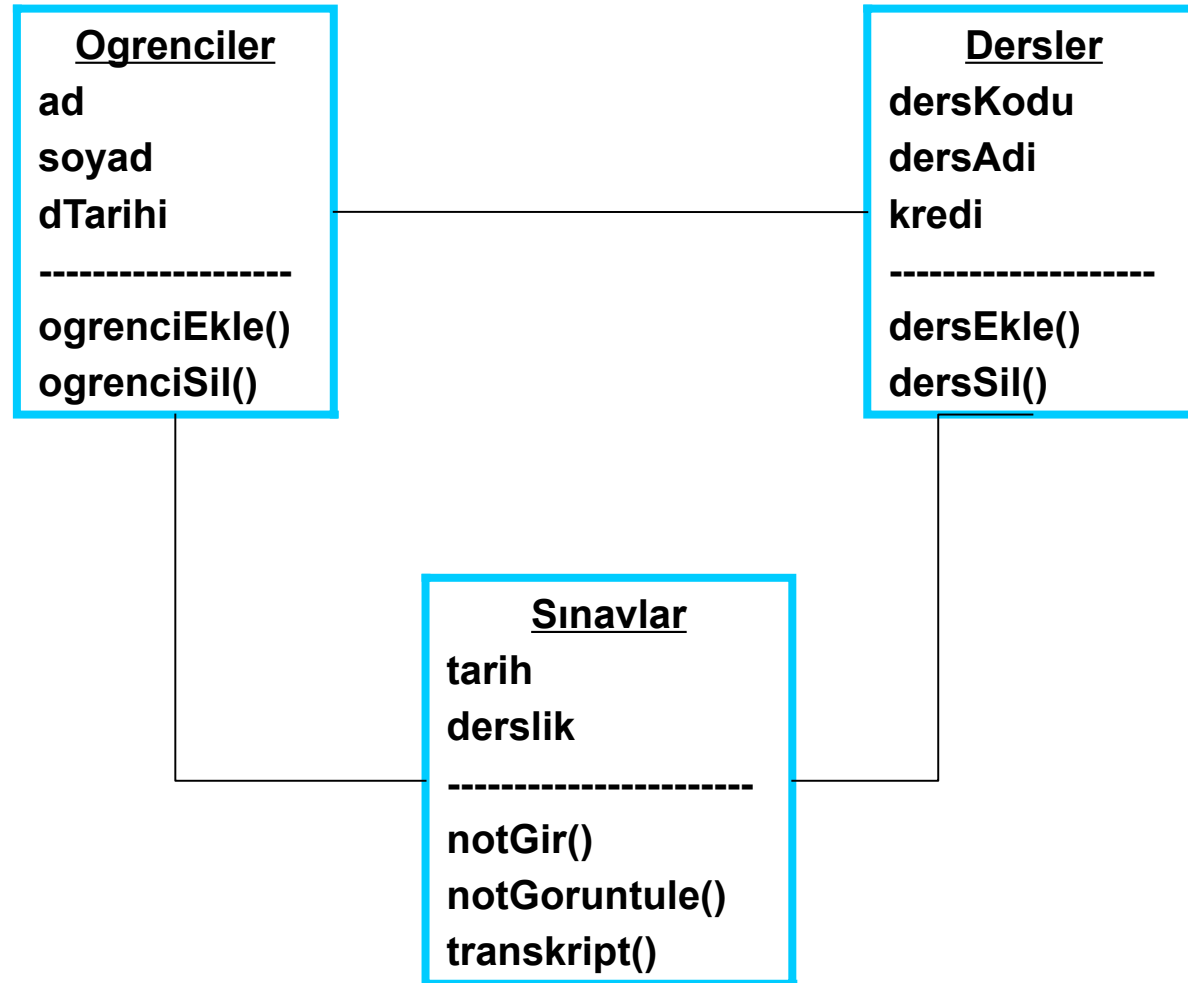 Ogrenciler
ad
soyad
dTarihi
-------------------
ogrenciEkle()
ogrenciSil()
Dersler
dersKodu
dersAdi
kredi
--------------------
dersEkle()
dersSil()
Sınavlar
tarih
derslik
-----------------------
notGir()
notGoruntule()
transkript()